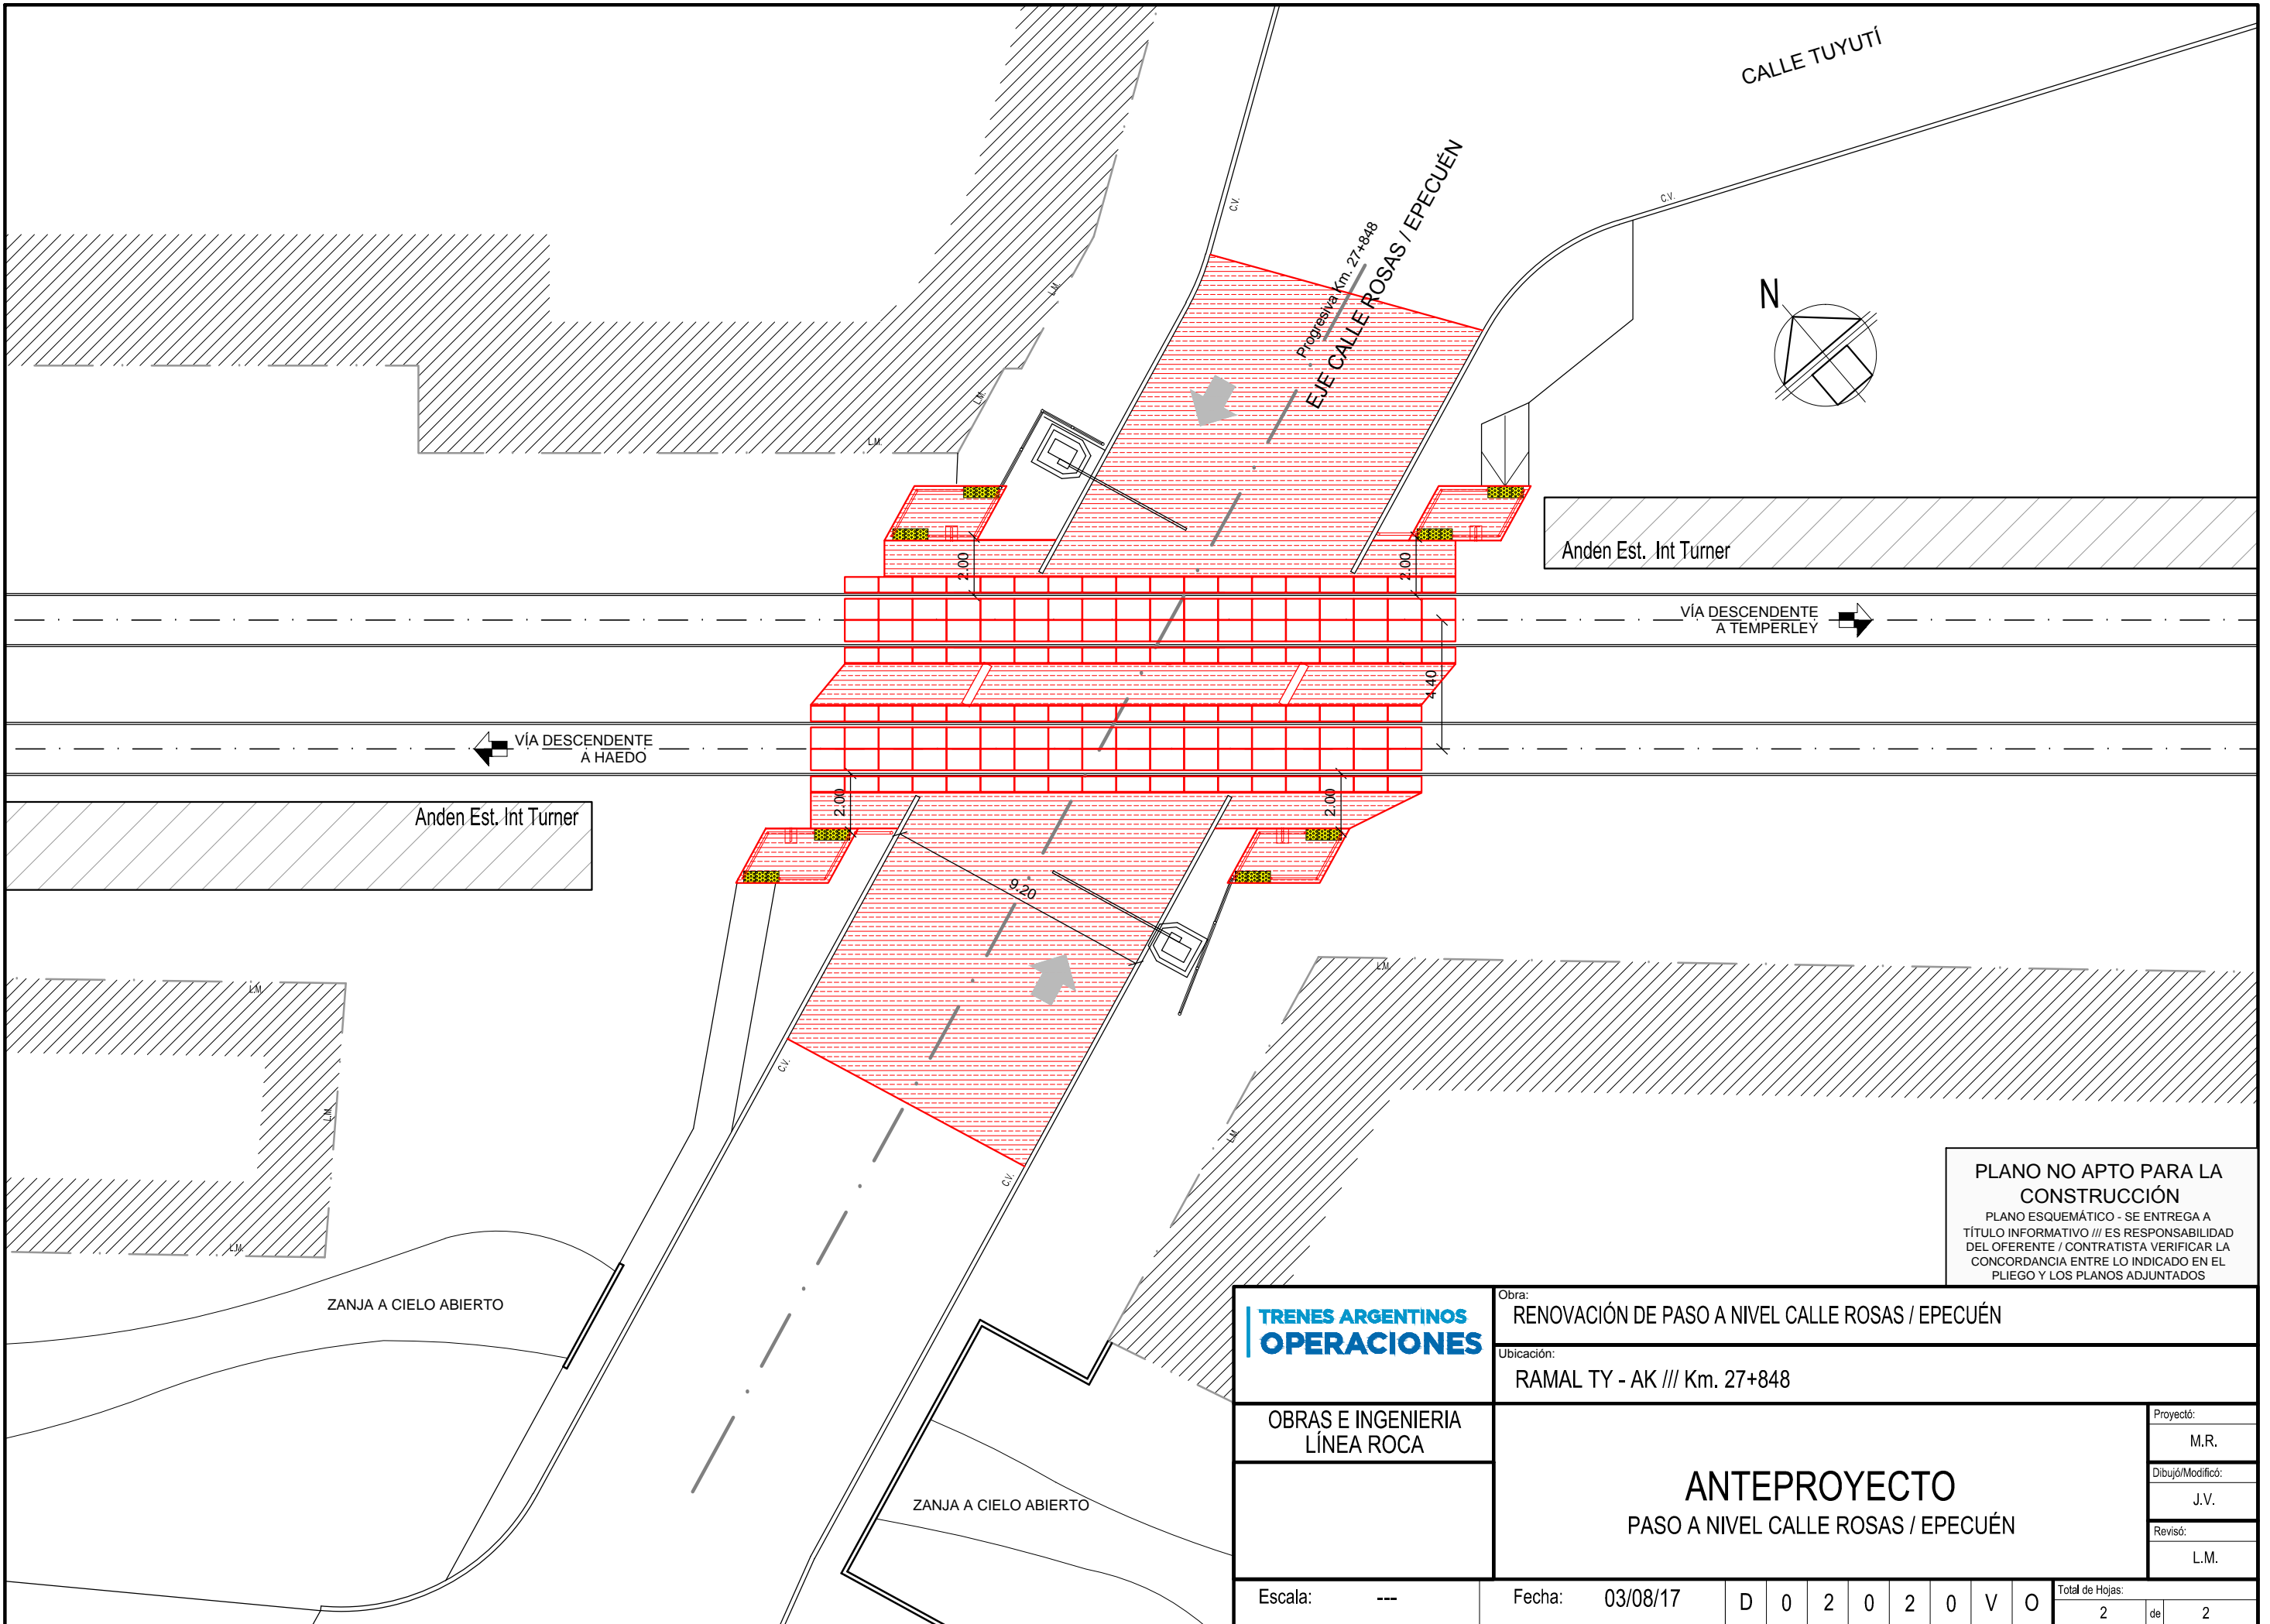 CALLE TUYUTÍ
C.V.
C.V.
Progresiva Km. 27+848
EJE CALLE ROSAS / EPECUÉN
N
L.M.
L.M.
L.M.
Anden Est. Int Turner
2.00
2.00
VÍA DESCENDENTE
A TEMPERLEY
4.40
VÍA DESCENDENTE
A HAEDO
2.00
2.00
Anden Est. Int Turner
9.20
L.M.
L.M.
C.V.
L.M.
L.M.
C.V.
L.M.
ZANJA A CIELO ABIERTO
ZANJA A CIELO ABIERTO
PLANO NO APTO PARA LA
CONSTRUCCIÓN
PLANO ESQUEMÁTICO - SE ENTREGA A
TÍTULO INFORMATIVO /// ES RESPONSABILIDAD
DEL OFERENTE / CONTRATISTA VERIFICAR LA
CONCORDANCIA ENTRE LO INDICADO EN EL
PLIEGO Y LOS PLANOS ADJUNTADOS
TRENES ARGENTINOS
OPERACIONES
Obra:
RENOVACIÓN DE PASO A NIVEL CALLE ROSAS / EPECUÉN
Ubicación:
RAMAL TY - AK /// Km. 27+848
OBRAS E INGENIERIA
LÍNEA ROCA
ANTEPROYECTO
PASO A NIVEL CALLE ROSAS / EPECUÉN
Proyectó:
M.R.
Dibujó/Modificó:
J.V.
Revisó:
L.M.
Escala: ---
Fecha: 03/08/17
D 0 2 0 2 0 V O
Total de Hojas:
2 de 2